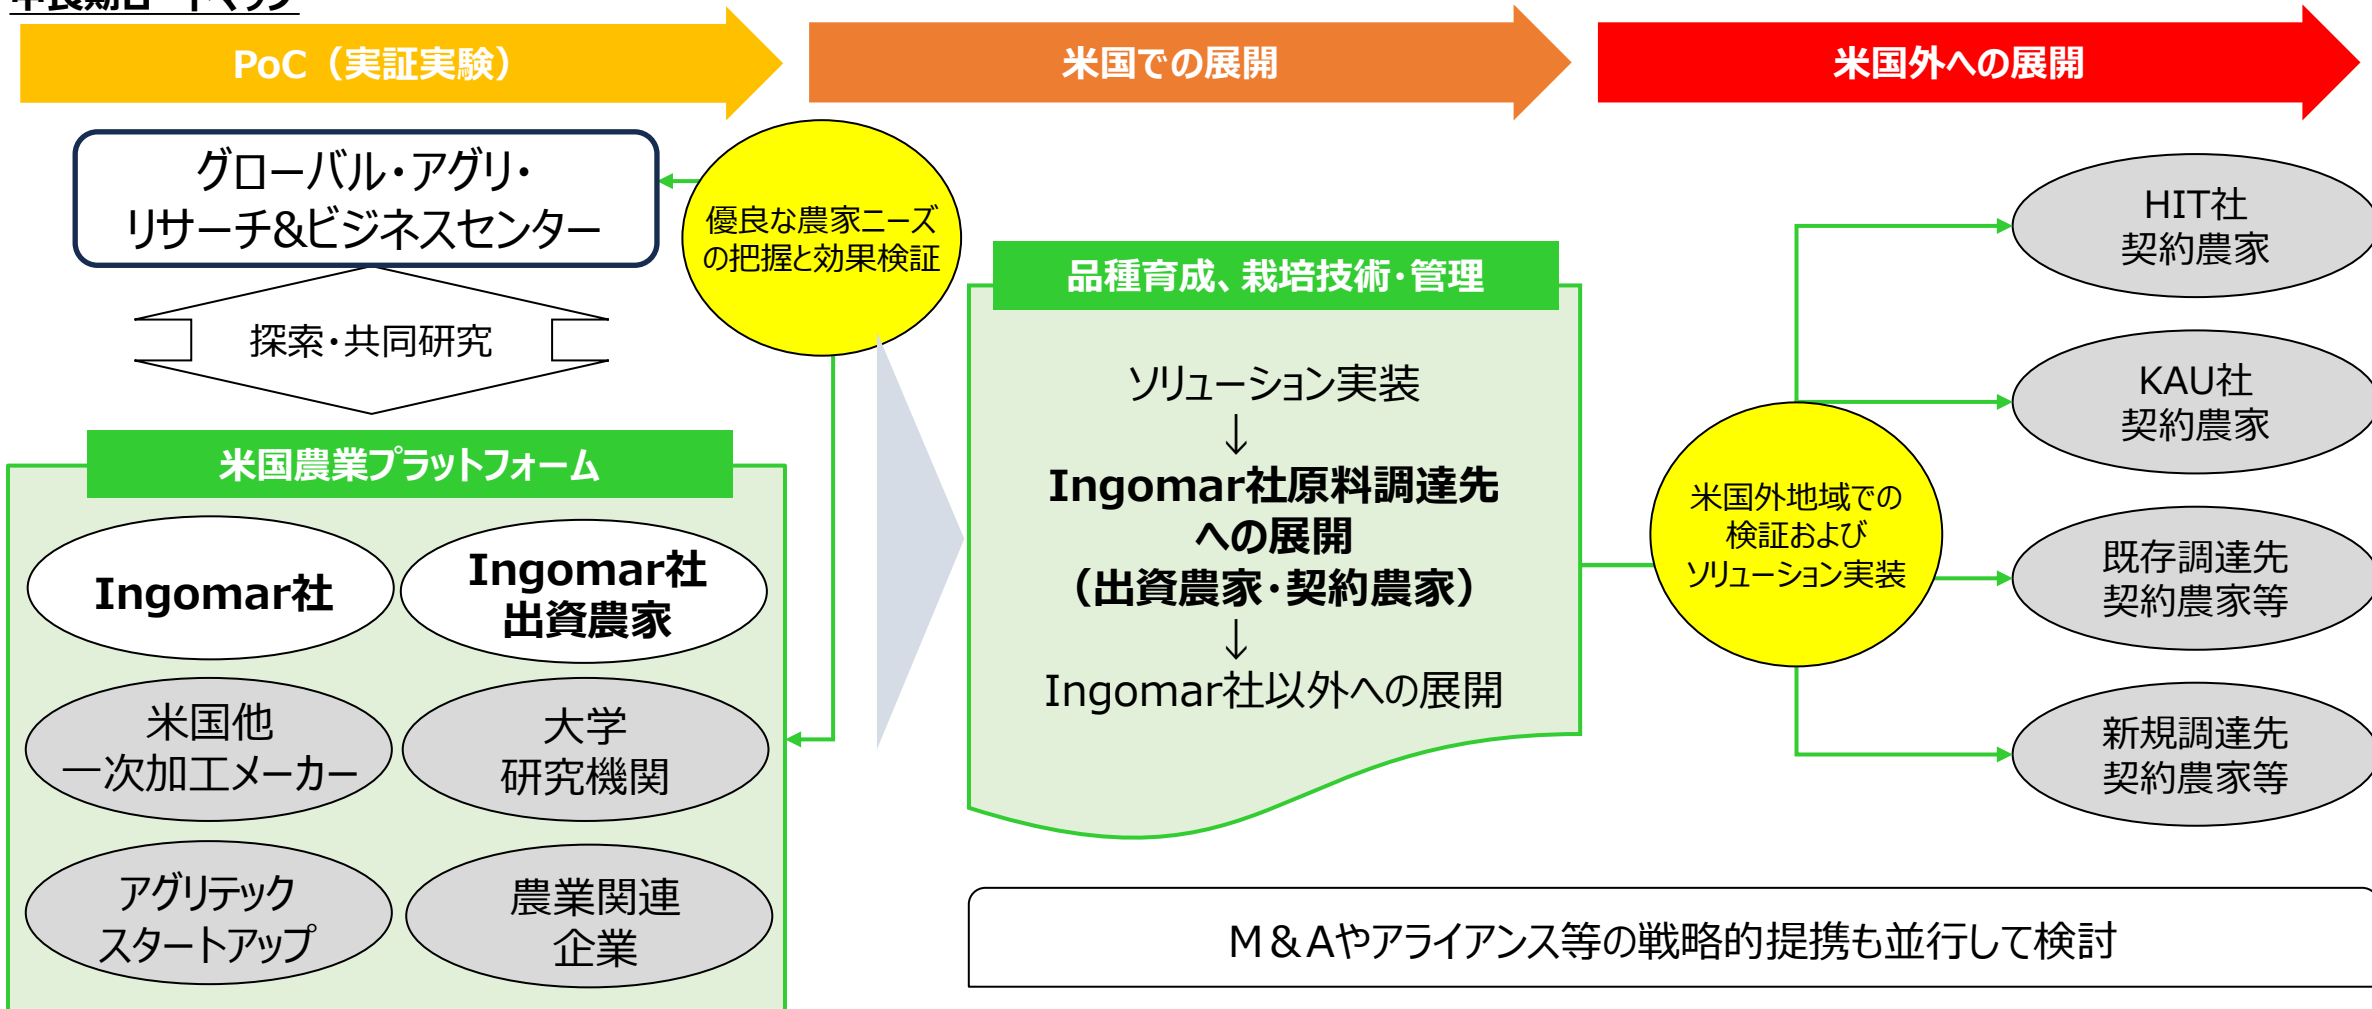 中長期ロードマップ
PoC（実証実験）
米国での展開
米国外への展開
グローバル・アグリ・
リサーチ&ビジネスセンター
探索・共同研究
優良な農家ニーズ
の把握と効果検証
米国農業プラットフォーム
Ingomar社
Ingomar社
出資農家
米国他
一次加工メーカー
大学
研究機関
アグリテック
スタートアップ
農業関連
企業
品種育成、栽培技術・管理
ソリューション実装
↓
Ingomar社原料調達先
への展開
（出資農家・契約農家）
↓
Ingomar社以外への展開
米国外地域での
検証および
ソリューション実装
HIT社
契約農家
KAU社
契約農家
既存調達先
契約農家等
新規調達先
契約農家等
M＆Aやアライアンス等の戦略的提携も並行して検討